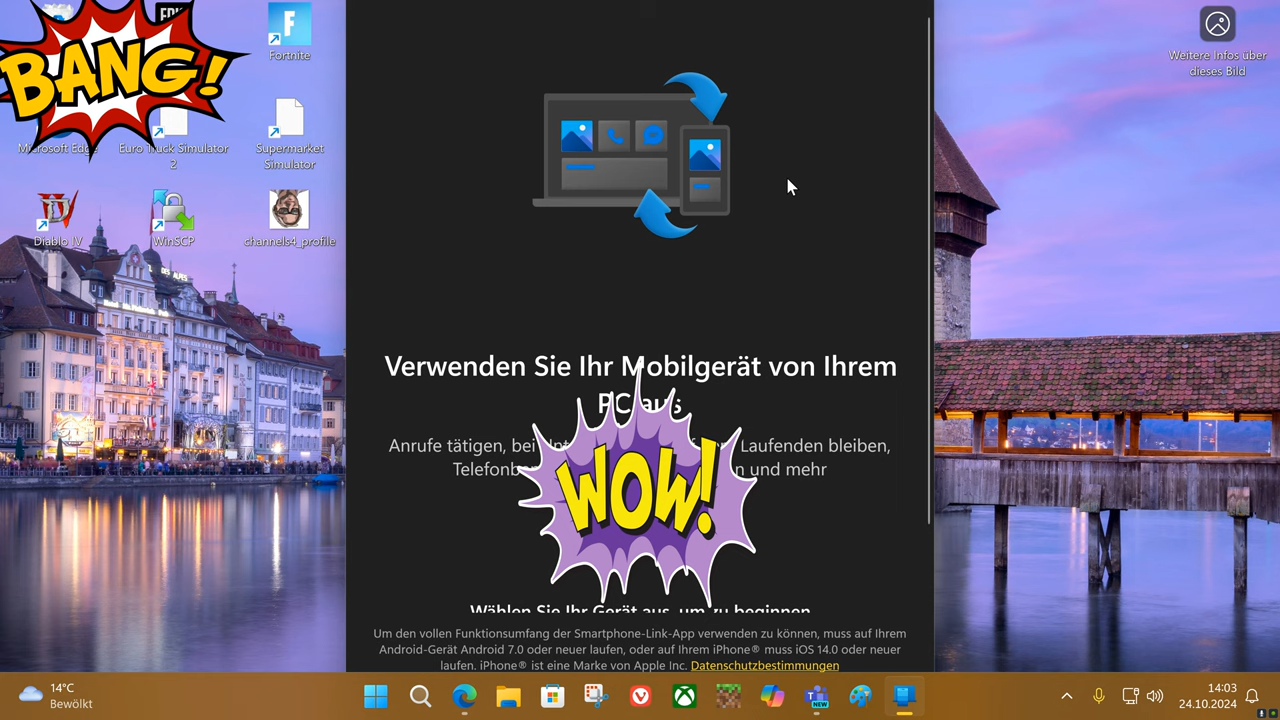 BANG!
Fortnite
Microsoft Edge
Euro Truck Simulator
2
Supermarket
Simulator
Diablo IV
WinSCP
channels4_profile
Weitere Infos über
dieses Bild
DES ALPES
Verwenden Sie Ihr Mobilgerät von Ihrem
PC aus
Anrufe tätigen, bei Laufenden bleiben,
und mehr
WOW!
Wählen Sie Ihr Gerät aus, um zu beginnen
Um den vollen Funktionsumfang der Smartphone-Link-App verwenden zu können, muss auf Ihrem
Android-Gerät Android 7.0 oder neuer laufen, oder auf Ihrem iPhone® muss iOS 14.0 oder neuer
laufen. iPhone® ist eine Marke von Apple Inc. Datenschutzbestimmungen
14°C
Bewölkt
NEW
14:03
24.10.2024